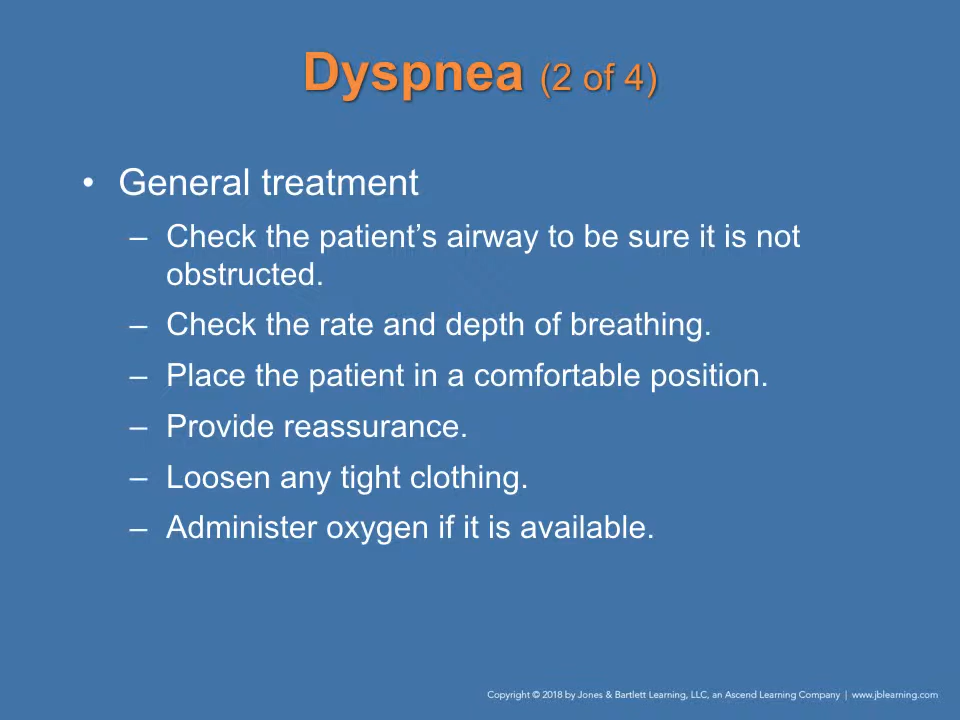 Dyspnea (2 of 4)
• General treatment
– Check the patient’s airway to be sure it is not
obstructed.
– Check the rate and depth of breathing.
– Place the patient in a comfortable position.
– Provide reassurance.
– Loosen any tight clothing.
– Administer oxygen if it is available.
Copyright © 2018 by Jones & Bartlett Learning, LLC, an Ascend Learning Company | www.jblearning.com